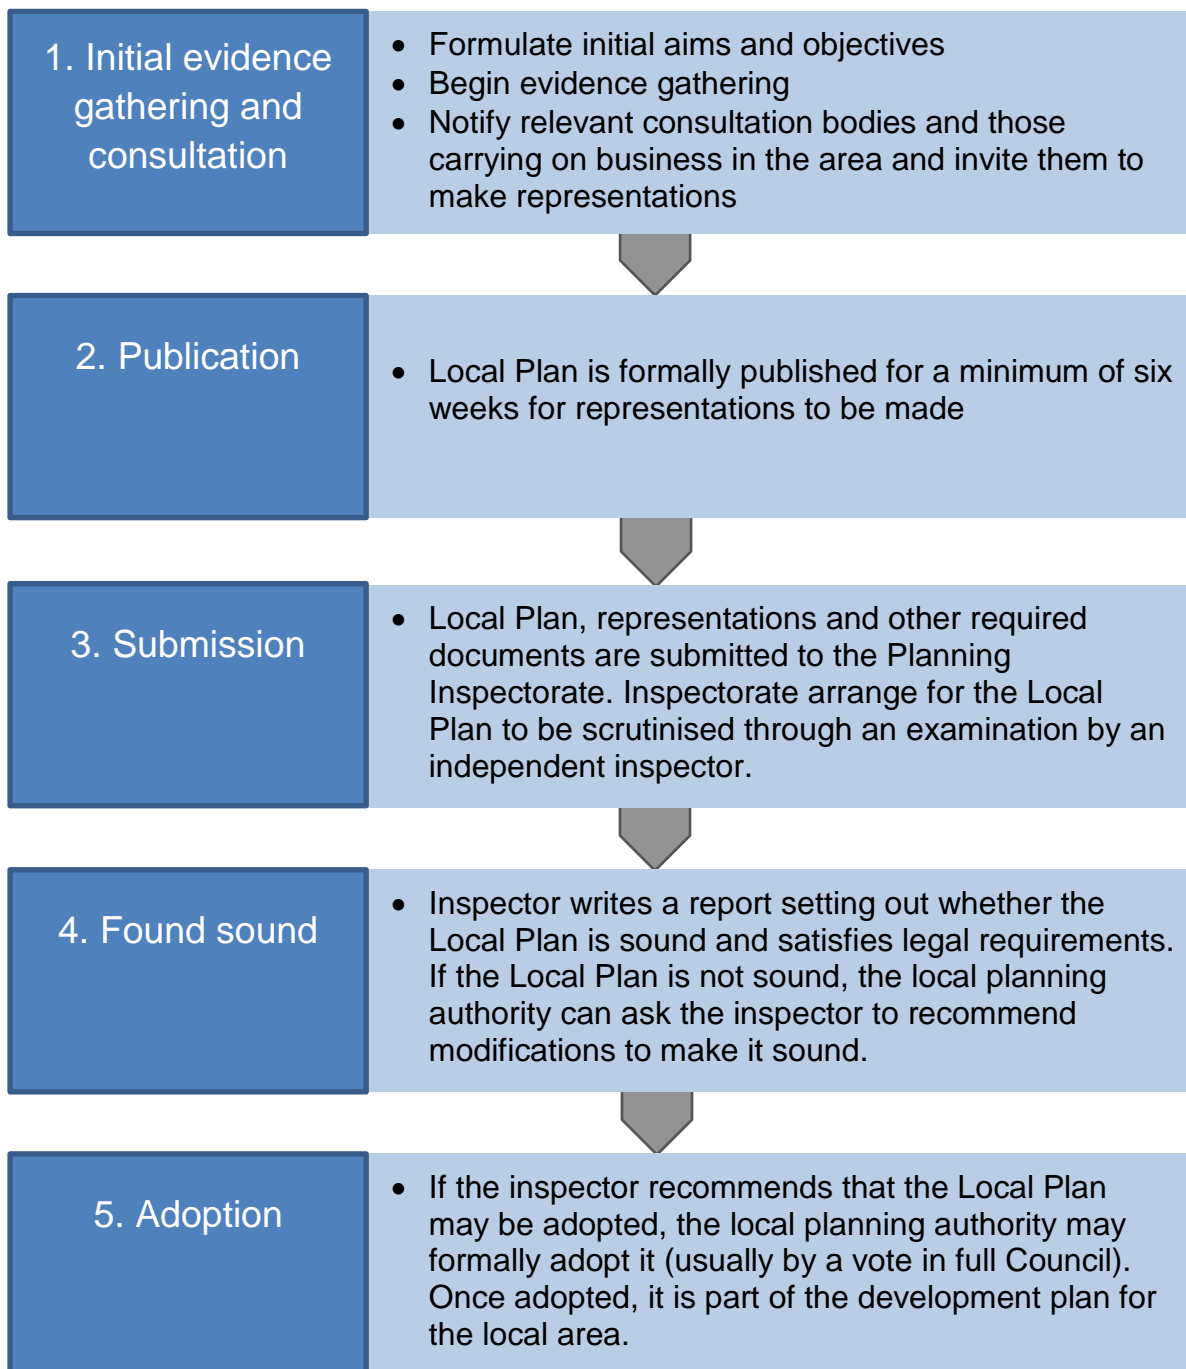 1. Initial evidence
gathering and
consultation
• Formulate initial aims and objectives
• Begin evidence gathering
• Notify relevant consultation bodies and those
carrying on business in the area and invite them to
make representations
2. Publication
• Local Plan is formally published for a minimum of six
weeks for representations to be made
3. Submission
• Local Plan, representations and other required
documents are submitted to the Planning
Inspectorate. Inspectorate arrange for the Local
Plan to be scrutinised through an examination by an
independent inspector.
4. Found sound
• Inspector writes a report setting out whether the
Local Plan is sound and satisfies legal requirements.
If the Local Plan is not sound, the local planning
authority can ask the inspector to recommend
modifications to make it sound.
5. Adoption
• If the inspector recommends that the Local Plan
may be adopted, the local planning authority may
formally adopt it (usually by a vote in full Council).
Once adopted, it is part of the development plan for
the local area.